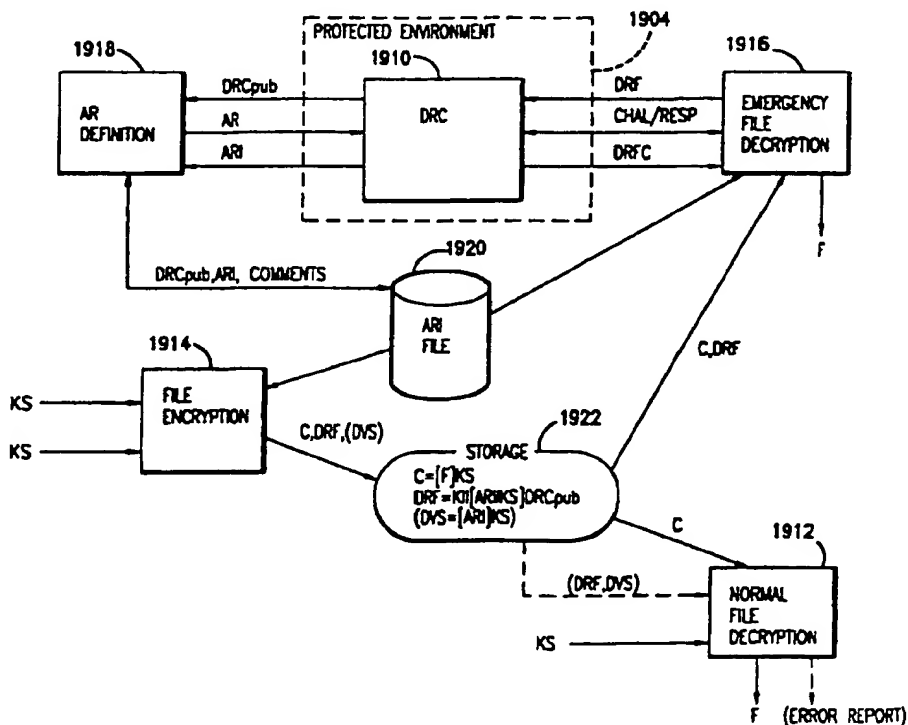 PROTECTED ENVIRONMENT
1904
1918
1910
1916
AR
DEFINITION
DRCpub
AR
ARI
DRC
DRF
CHAL/RESP
DRFC
EMERGENCY
FILE
DECRYPTION
F
DRCpub,ARI, COMMENTS
1920
ARI
FILE
C,DRF
1914
KS
KS
FILE
ENCRYPTION
C,DRF,(DVS)
1922
STORAGE
C=[F]KS
(DVS=[ARI]KS)
C
1912
(DRF,DVS)
KS
NORMAL
FILE
DECRYPTION
F
(ERROR REPORT)